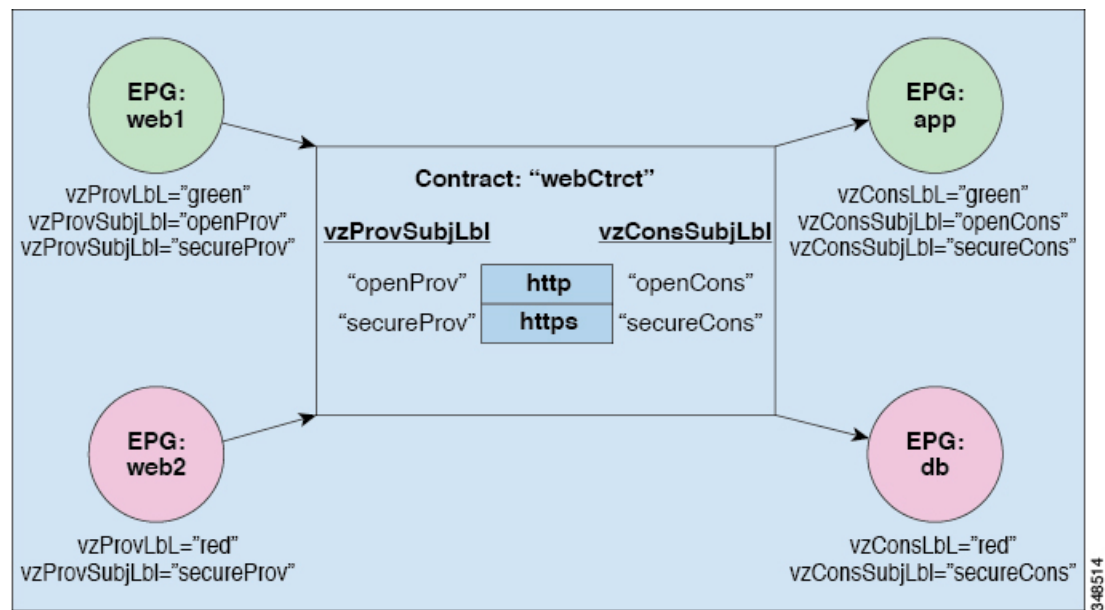 EPG:
web1
vzProvLbL="green"
vzProvSubjLbl="openProv"
vzProvSubjLbl="secureProv"
EPG:
app
vzConsLbL="green"
vzConsSubjLbl="openCons"
vzConsSubjLbl="secureCons"
Contract: “webCtrct”
vzProvSubjLbl vzConsSubjLbl
“openProv” http “openCons”
“secureProv” https “secureCons”
EPG:
web2
vzProvLbL=”red”
vzProvSubjLbl=”secureProv”
EPG:
db
vzConsLbL=”red”
vzConsSubjLbl=”secureCons”
348514